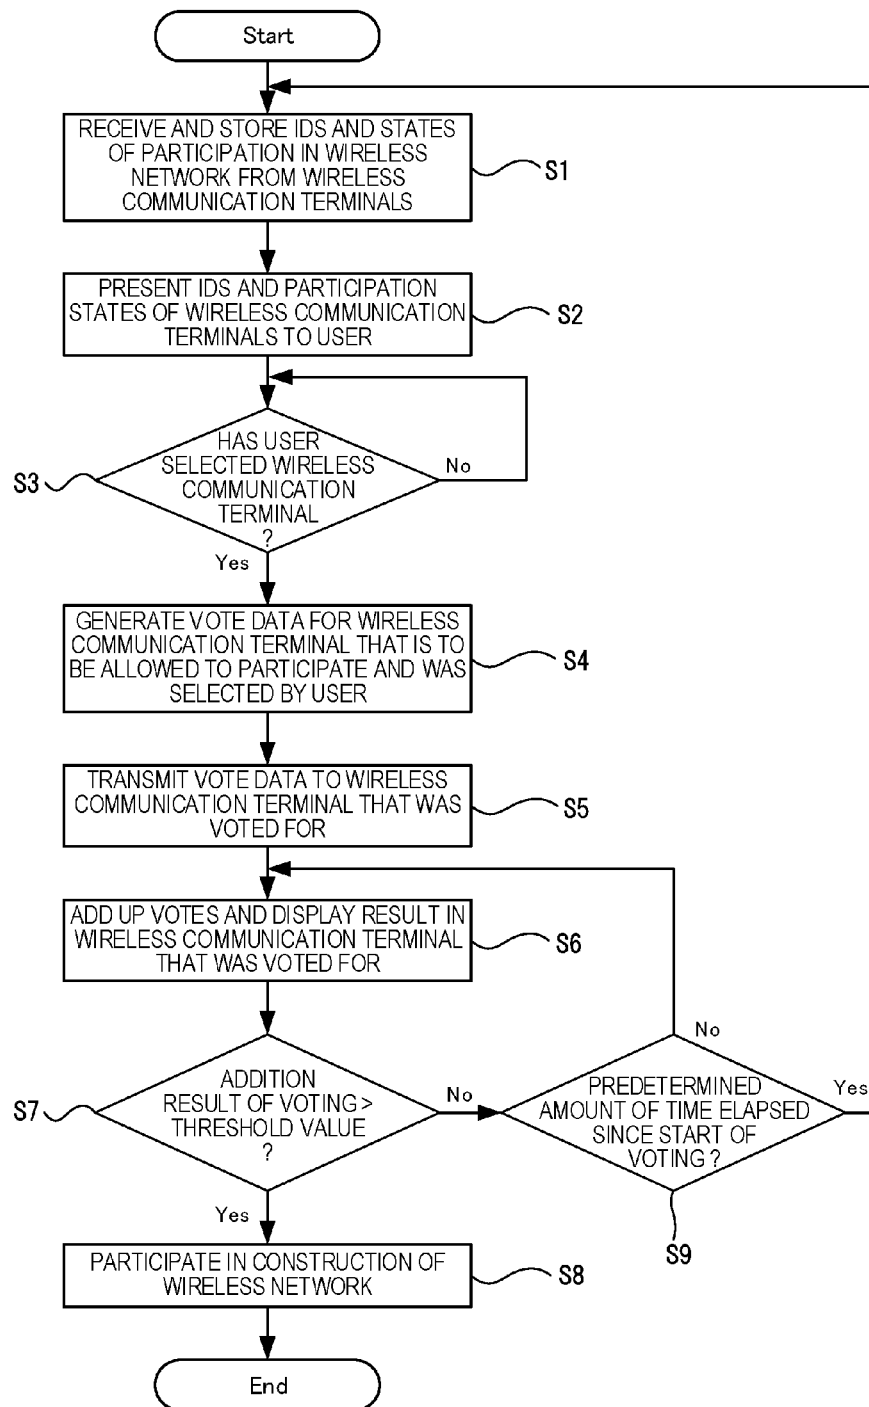 Start
RECEIVE AND STORE IDS AND STATES
OF PARTICIPATION IN WIRELESS
NETWORK FROM WIRELESS
COMMUNICATION TERMINALS
S1
PRESENT IDS AND PARTICIPATION
STATES OF WIRELESS COMMUNICATION
TERMINALS TO USER
S2
HAS USER
SELECTED WIRELESS
COMMUNICATION
TERMINAL
?
S3
No
Yes
GENERATE VOTE DATA FOR WIRELESS
COMMUNICATION TERMINAL THAT IS TO
BE ALLOWED TO PARTICIPATE AND WAS
SELECTED BY USER
S4
TRANSMIT VOTE DATA TO WIRELESS
COMMUNICATION TERMINAL THAT WAS
VOTED FOR
S5
ADD UP VOTES AND DISPLAY RESULT IN
WIRELESS COMMUNICATION TERMINAL
THAT WAS VOTED FOR
S6
ADDITION
RESULT OF VOTING >
THRESHOLD VALUE
?
S7
No
Yes
PREDETERMINED
AMOUNT OF TIME ELAPSED
SINCE START OF
VOTING ?
No
Yes
S9
PARTICIPATE IN CONSTRUCTION OF
WIRELESS NETWORK
S8
End